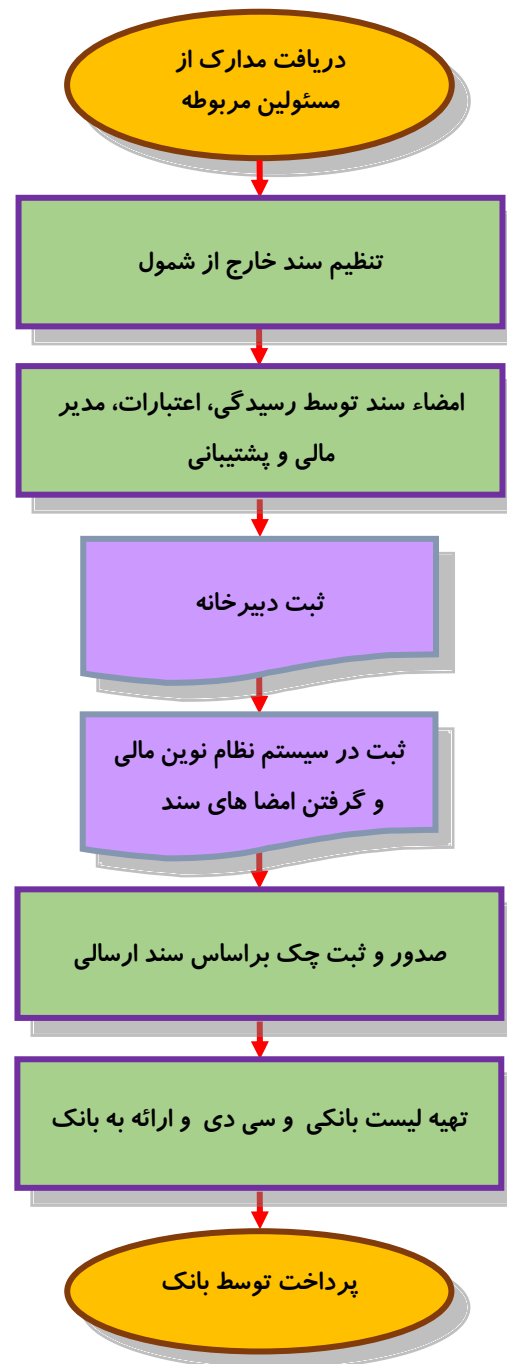 دریافت مدارک از
مسئولین مربوطه
تنظیم سند خارج از شمول
امضاء سند توسط رسیدگی، اعتبارات، مدیر
مالی و پشتیبانی
ثبت دبیرخانه
ثبت در سیستم نظام نوین مالی
و گرفتن امضا های سند
صدور و ثبت چک براساس سند ارسالی
تهیه لیست بانکی و سی دی و ارائه به بانک
پرداخت توسط بانک